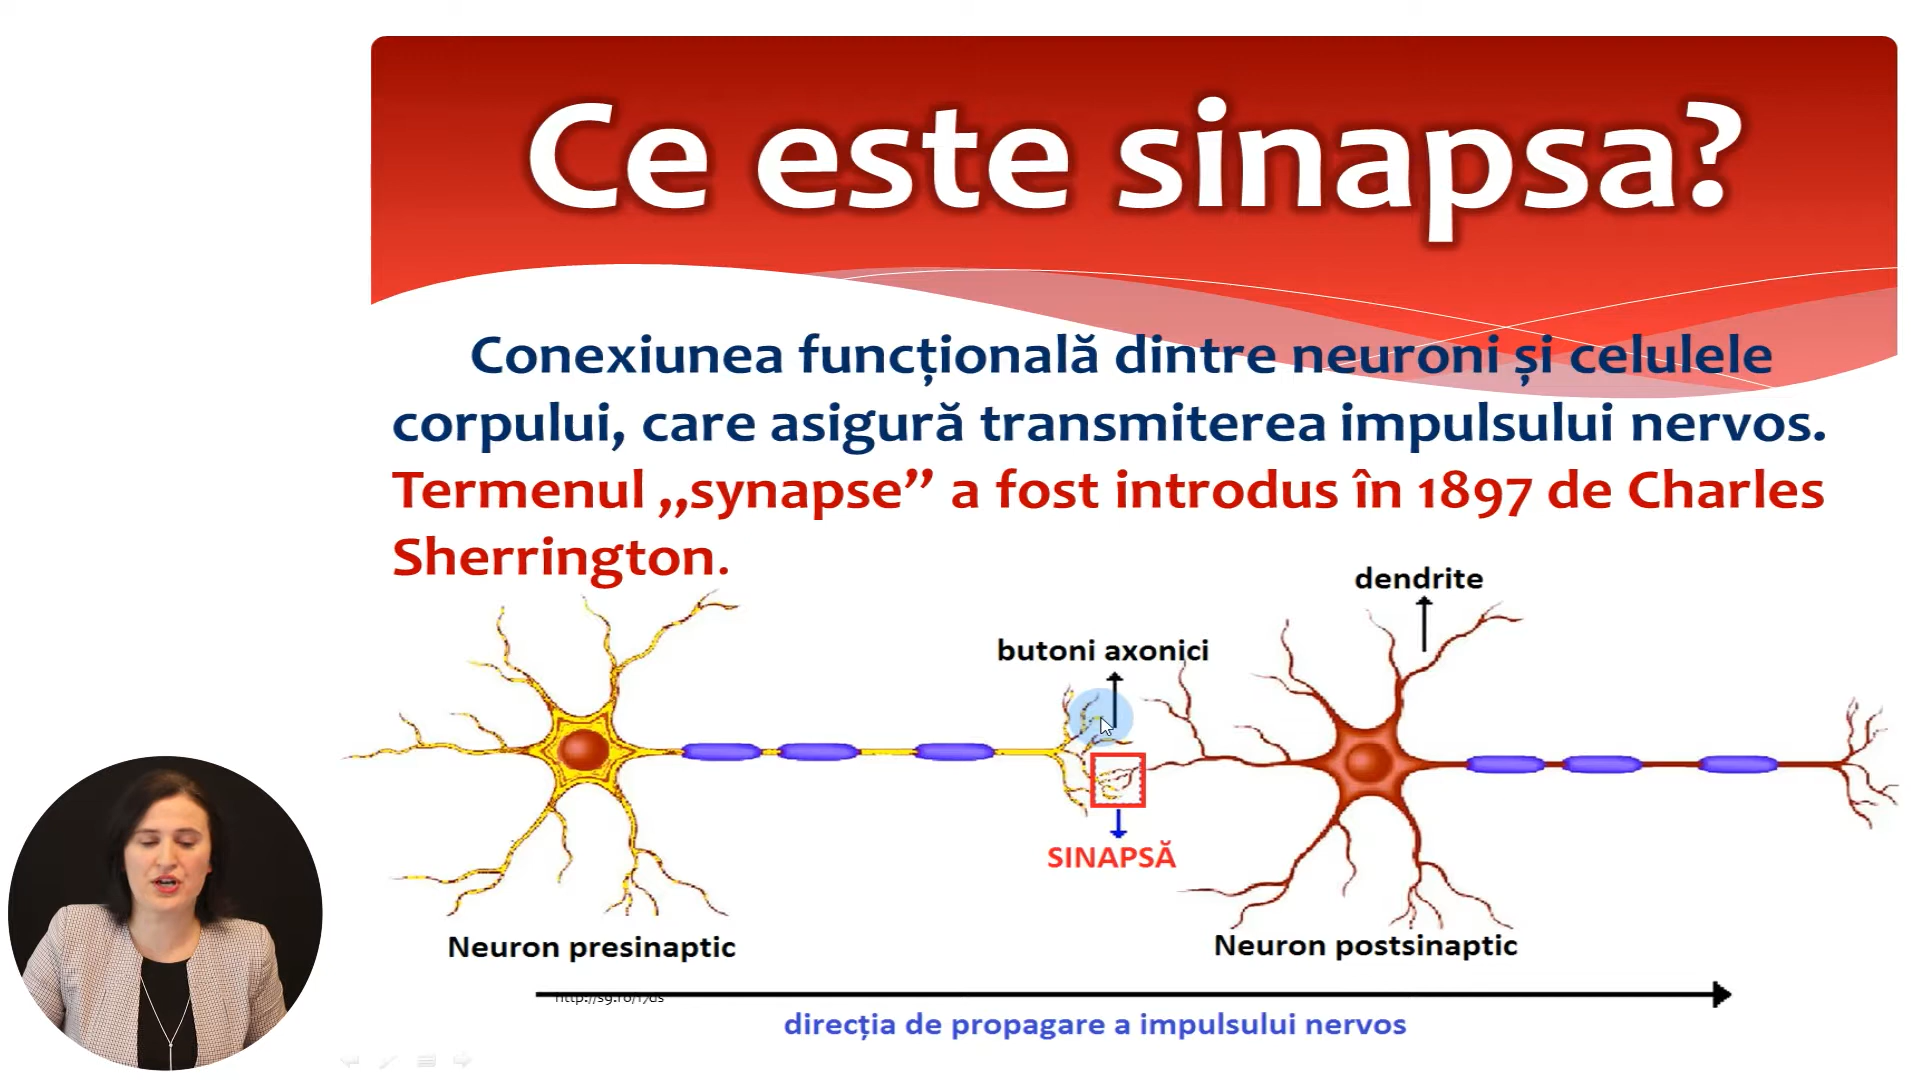 Ce este sinapsa?
Conexiunea funcțională dintre neuroni și celulele
corpului, care asigură transmiterea impulsului nervos.
Termenul „synapse” a fost introdus în 1897 de Charles
Sherrington.
dendrite
butoni axonici
SINAPSĂ
Neuron presinaptic
Neuron postsinaptic
direcția de propagare a impulsului nervos